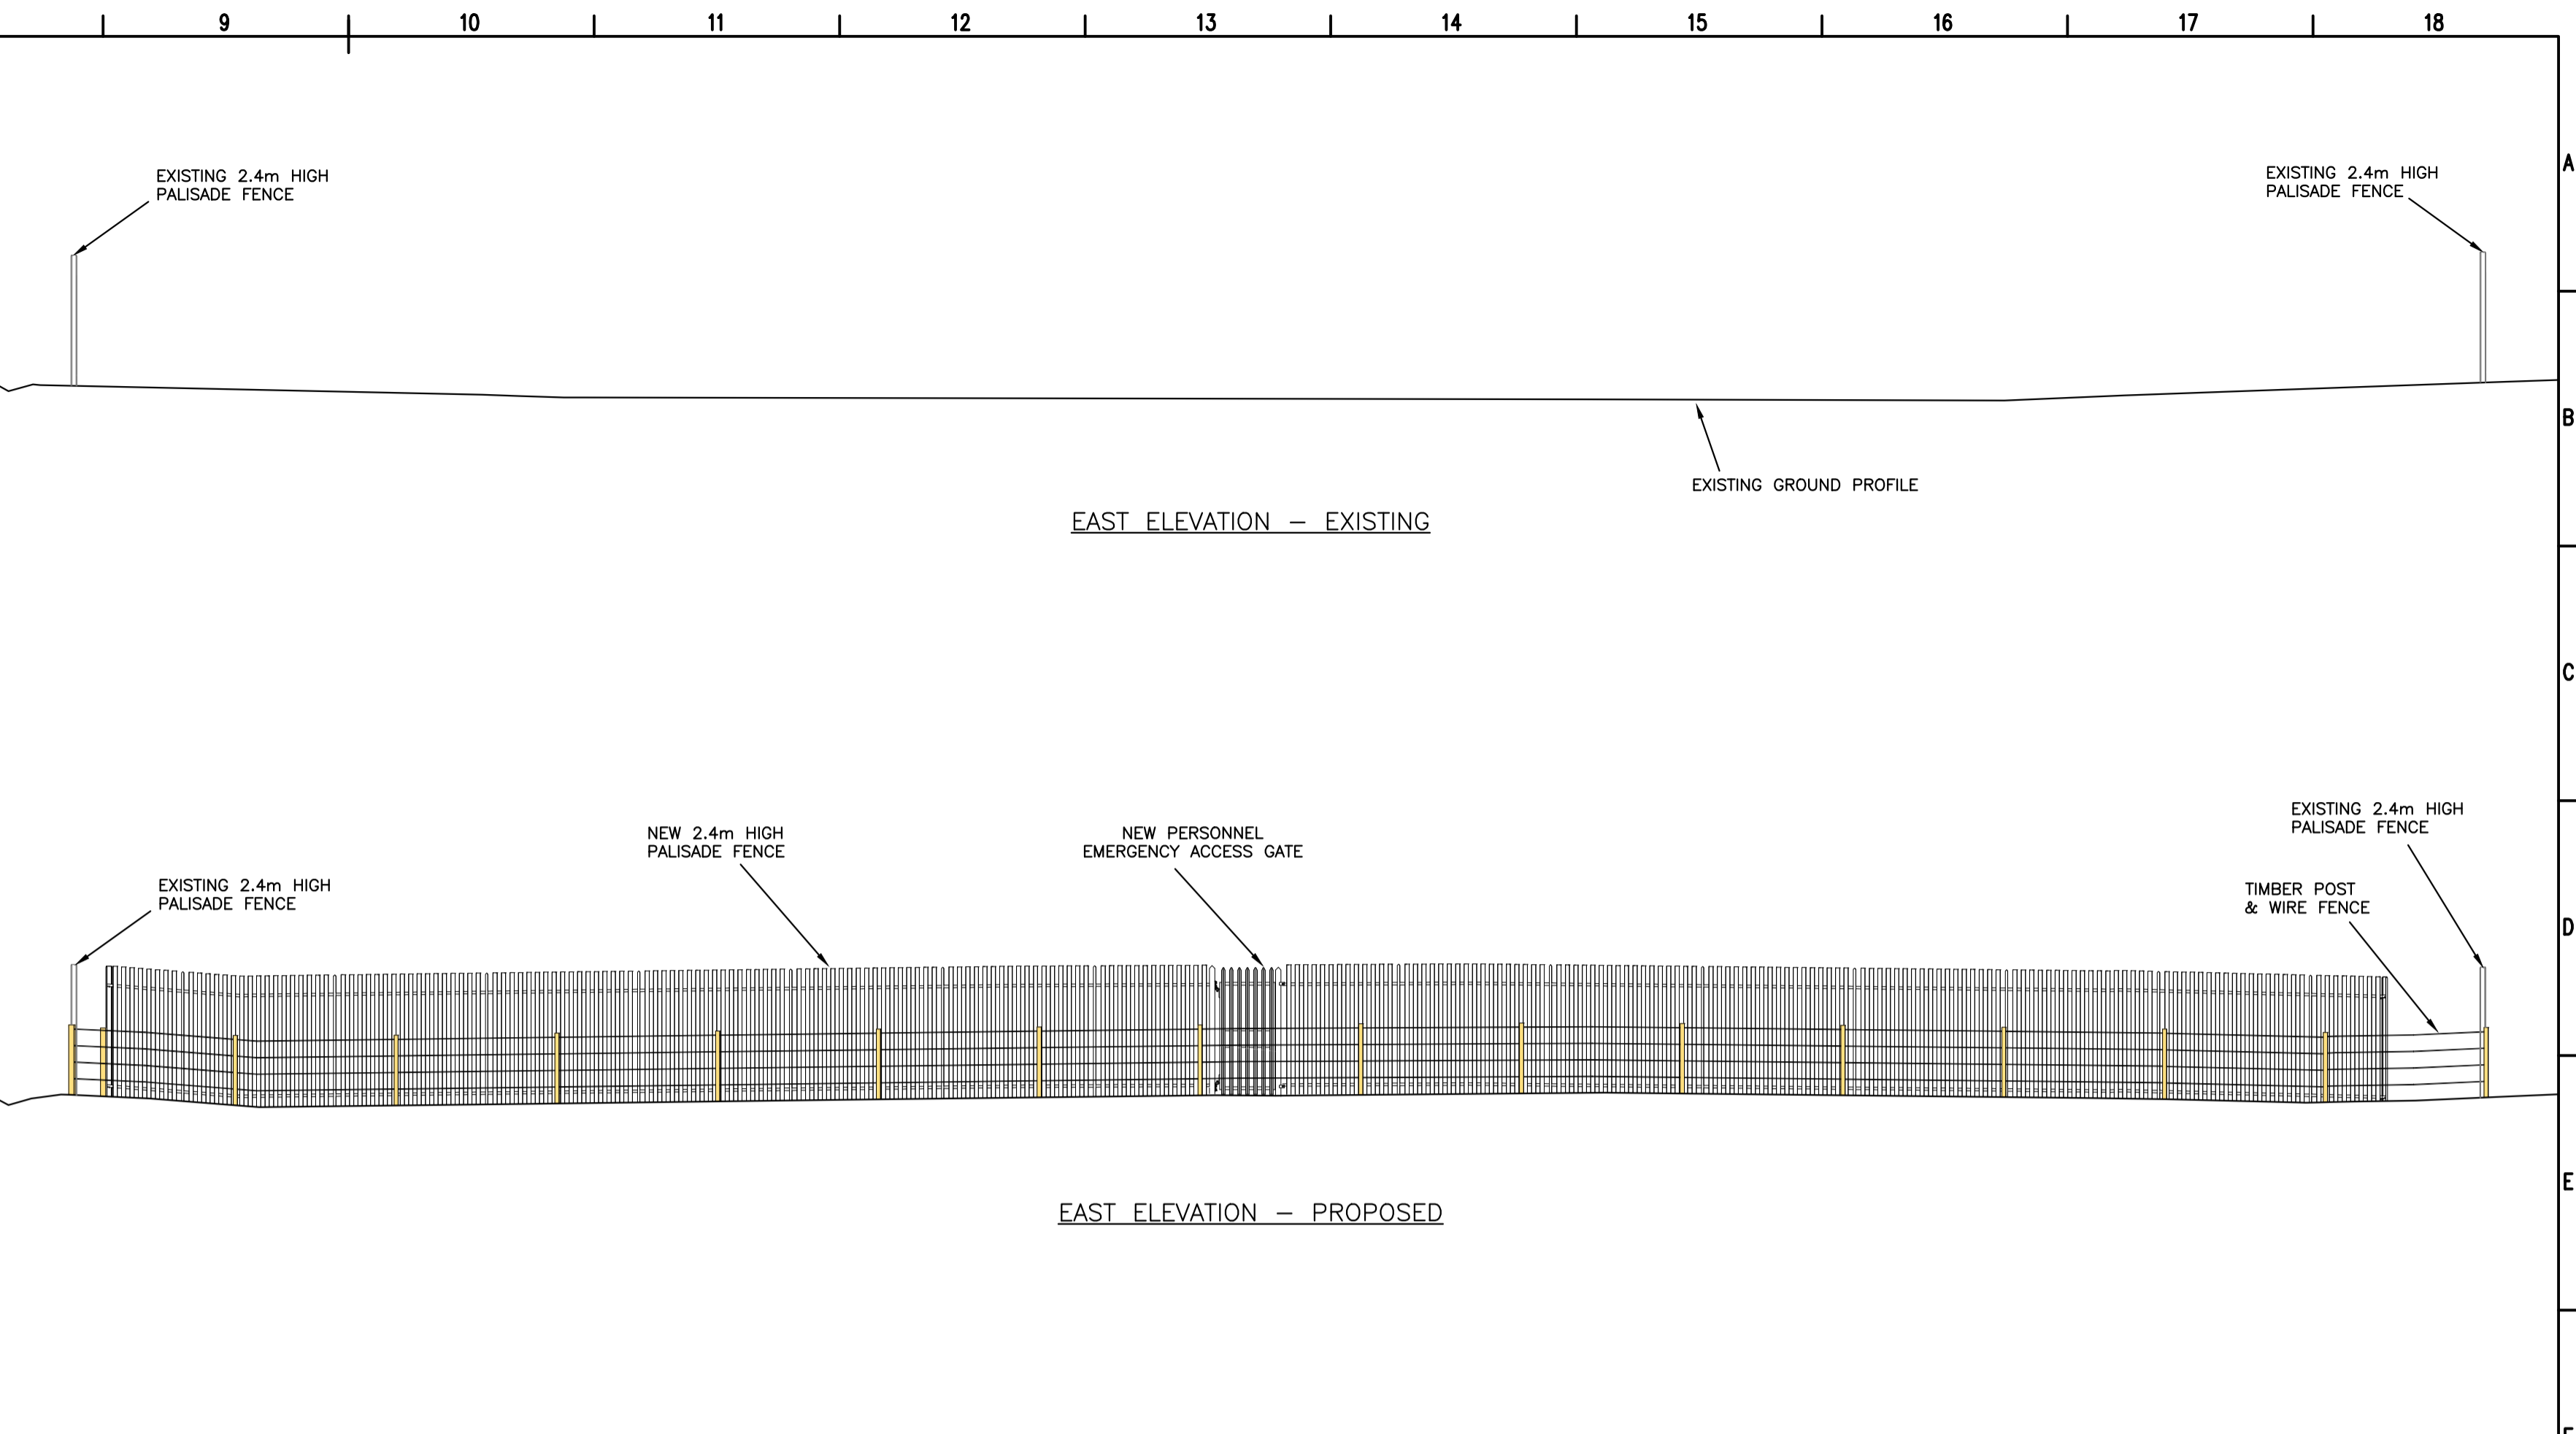 9 10 11 12 13 14 15 16 17 18
A
EXISTING 2.4m HIGH
PALISADE FENCE
EXISTING 2.4m HIGH
PALISADE FENCE
B
EXISTING GROUND PROFILE
EAST ELEVATION – EXISTING
C
EXISTING 2.4m HIGH
PALISADE FENCE
NEW 2.4m HIGH
PALISADE FENCE
NEW PERSONNEL
EMERGENCY ACCESS GATE
EXISTING 2.4m HIGH
PALISADE FENCE
TIMBER POST
& WIRE FENCE
D
E
EAST ELEVATION – PROPOSED